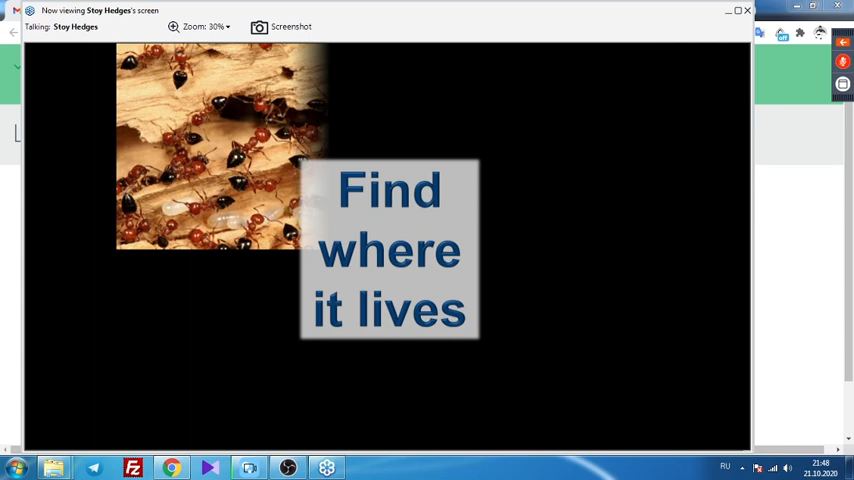 Now viewing Stoy Hedges's screen
Talking: Stoy Hedges
Zoom: 30%
Screenshot
off
Find
where
it lives
RU
21:48
21.10.2020